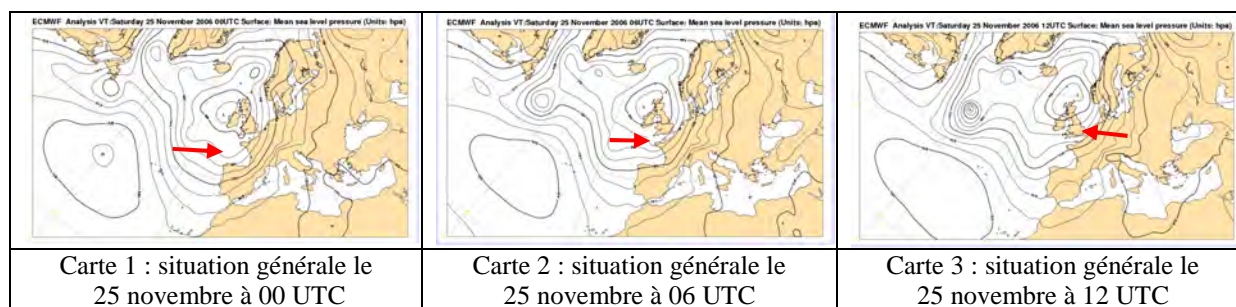 ECMWF Analysis VT:Saturday 25 November 2006 00UTC Surface: Mean sea level pressure (Units: hpa)
ECMWF Analysis VT:Saturday 25 November 2006 06UTC Surface: Mean sea level pressure (Units: hpa)
ECMWF Analysis VT:Saturday 25 November 2006 12UTC Surface: Mean sea level pressure (Units: hpa)
Carte 1 : situation générale le
25 novembre à 00 UTC
Carte 2 : situation générale le
25 novembre à 06 UTC
Carte 3 : situation générale le
25 novembre à 12 UTC